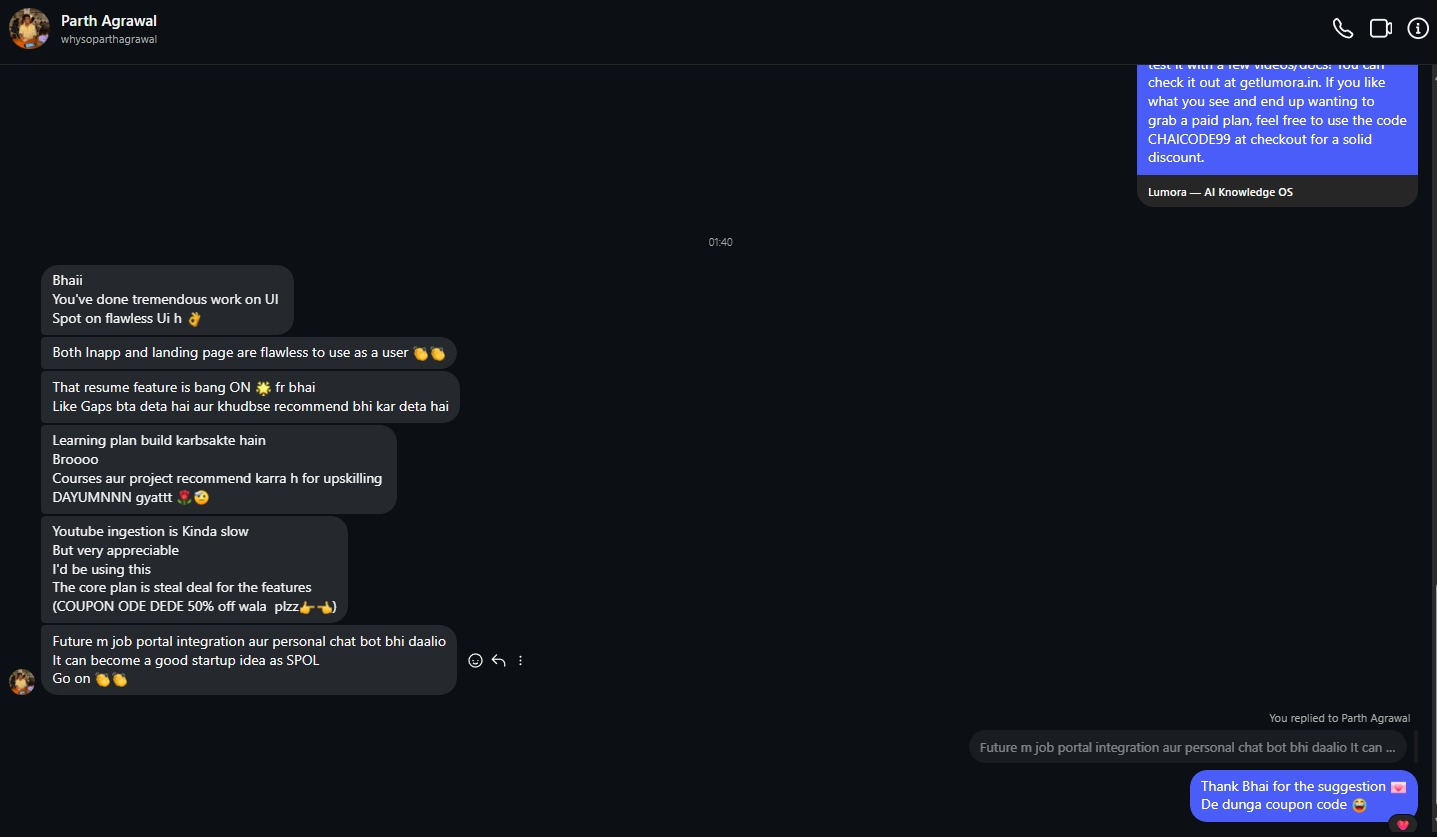 Parth Agrawal
whysoparthagrawal
test it with a few videos/docs? You can
check it out at getlumora.in. If you like
what you see and end up wanting to
grab a paid plan, feel free to use the code
CHAICODE99 at checkout for a solid
discount.
Lumora — AI Knowledge OS
01:40
Bhaii
You've done tremendous work on UI
Spot on flawless Ui h 👌
Both Inapp and landing page are flawless to use as a user 👏👏
That resume feature is bang ON 🌟 fr bhai
Like Gaps bta deta hai aur khudbse recommend bhi kar deta hai
Learning plan build karbsakte hain
Broooo
Courses aur project recommend karra h for upskilling
DAYUMNNN gyattt 🌹🤕
Youtube ingestion is Kinda slow
But very appreciable
I'd be using this
The core plan is steal deal for the features
(COUPON ODE DEDE 50% off wala  plzz👉👈)
Future m job portal integration aur personal chat bot bhi daalio
It can become a good startup idea as SPOL
Go on 👏👏
You replied to Parth Agrawal
Future m job portal integration aur personal chat bot bhi daalio It can ...
Thank Bhai for the suggestion 💌
De dunga coupon code 😂